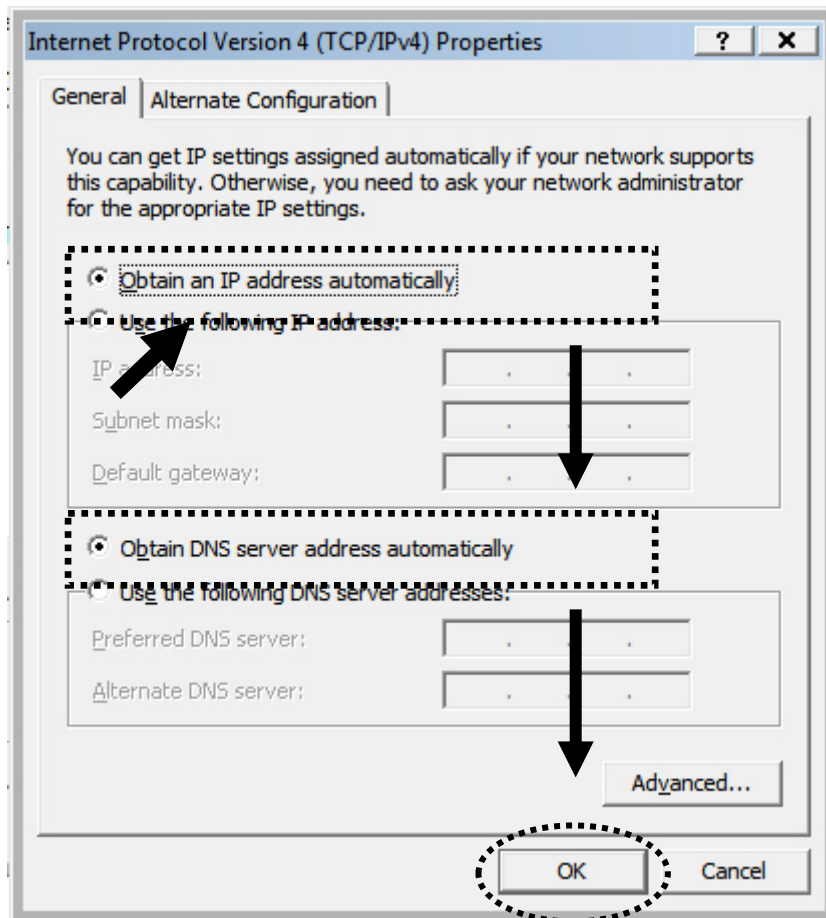 Internet Protocol Version 4 (TCP/IPv4) Properties
?
General
Alternate Configuration
You can get IP settings assigned automatically if your network supports
this capability. Otherwise, you need to ask your network administrator
for the appropriate IP settings.
Obtain an IP address automatically
Use the following IP address:
IP address:
Subnet mask:
Default gateway:
Obtain DNS server address automatically
Use the following DNS server addresses:
Preferred DNS server:
Alternate DNS server:
Advanced...
OK
Cancel